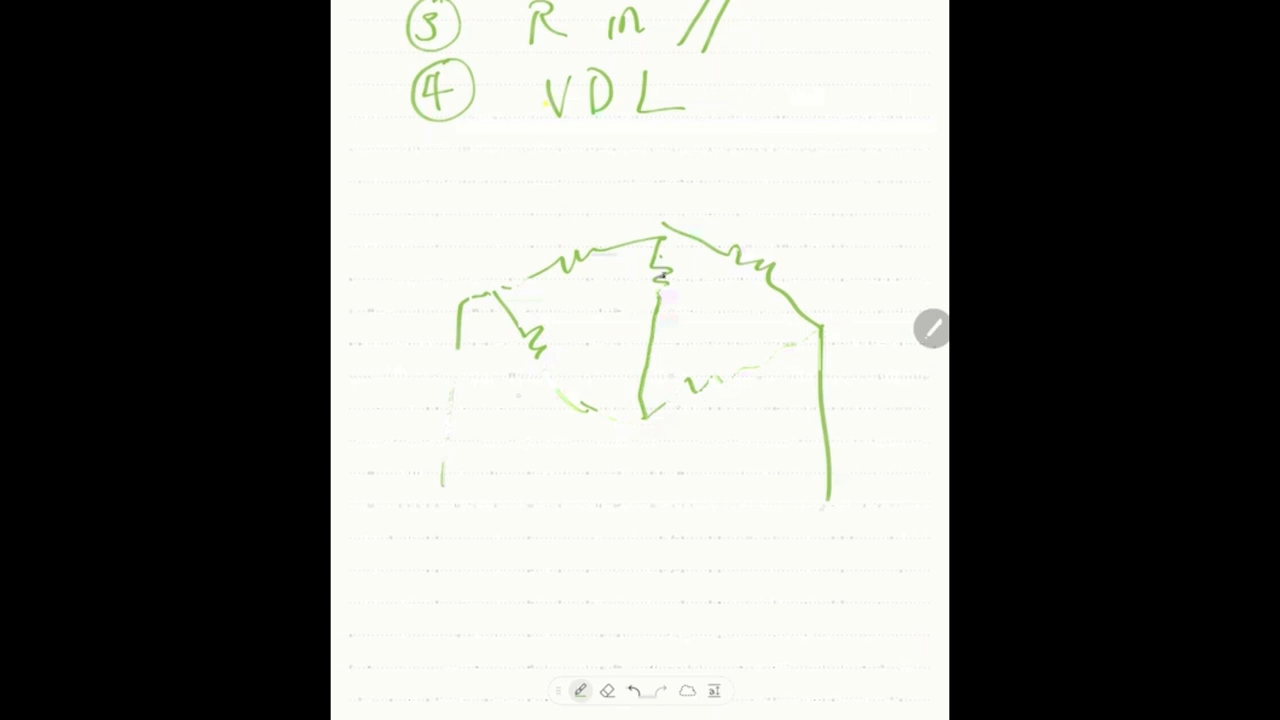 ③ R in //
④ VDL